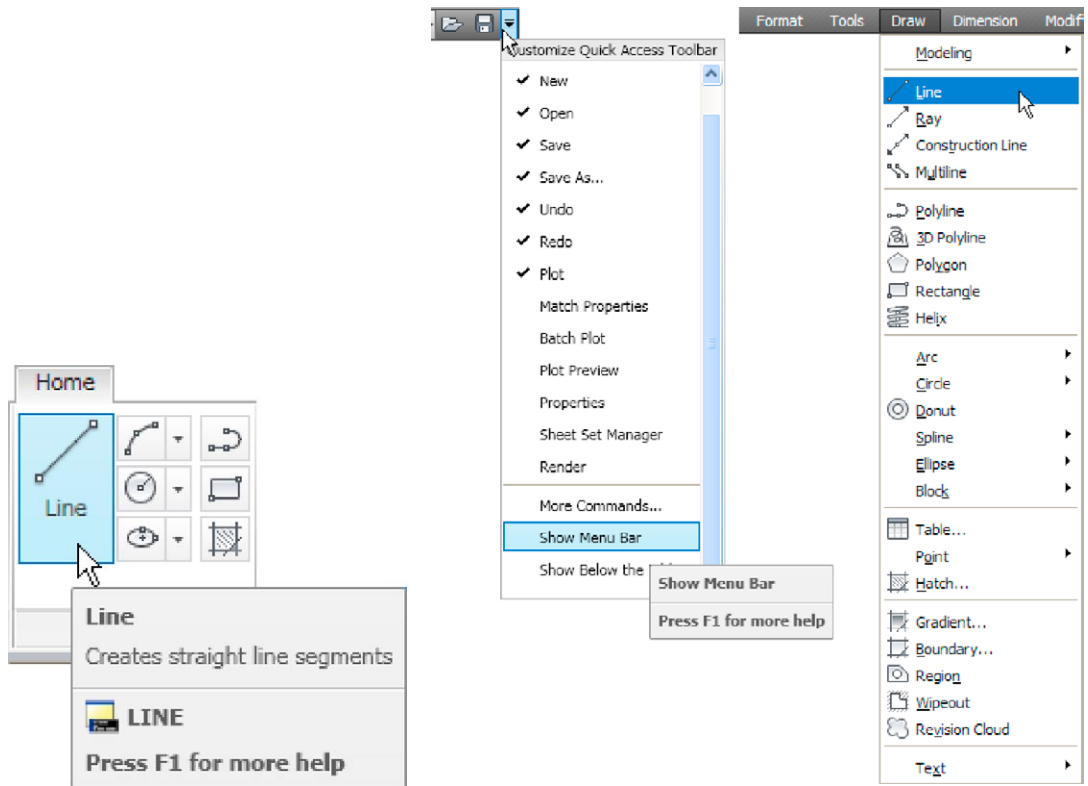 Home
Line
Line
Creates straight line segments
LINE
Press F1 for more help
Customize Quick Access Toolbar
New
Open
Save
Save As...
Undo
Redo
Plot
Match Properties
Batch Plot
Plot Preview
Properties
Sheet Set Manager
Render
More Commands...
Show Menu Bar
Show Below the
Show Menu Bar
Press F1 for more help
Format Tools Draw Dimension Modif
Modeling
Line
Ray
Construction Line
Multiline
Polyline
3D Polyline
Polygon
Rectangle
Helix
Arc
Circle
Donut
Spline
Ellipse
Block
Table...
Point
Hatch...
Gradient...
Boundary...
Region
Wipeout
Revision Cloud
Text